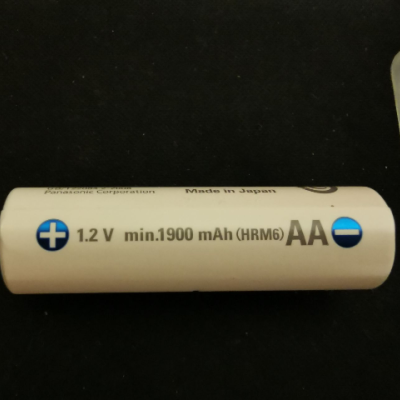 Panasonic Corporation
Made in Japan
1.2 V min.1900 mAh (HRM6) AA